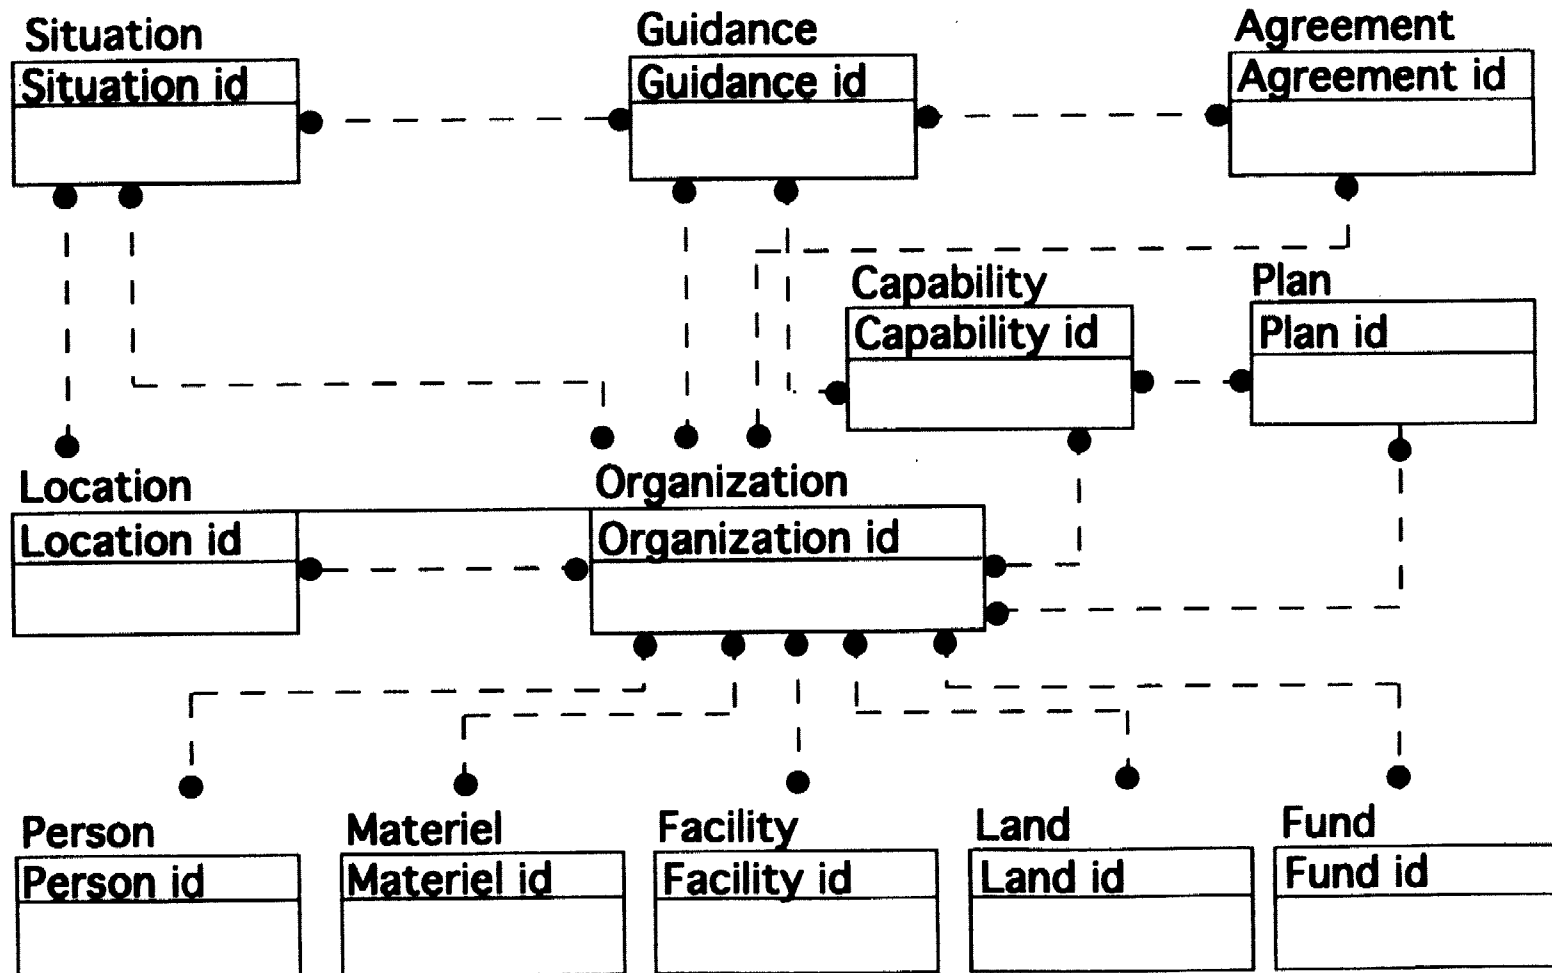 Situation
Situation id
Guidance
Guidance id
Agreement
Agreement id
Capability
Capability id
Plan
Plan id
Location
Location id
Organization
Organization id
Person
Person id
Materiel
Materiel id
Facility
Facility id
Land
Land id
Fund
Fund id